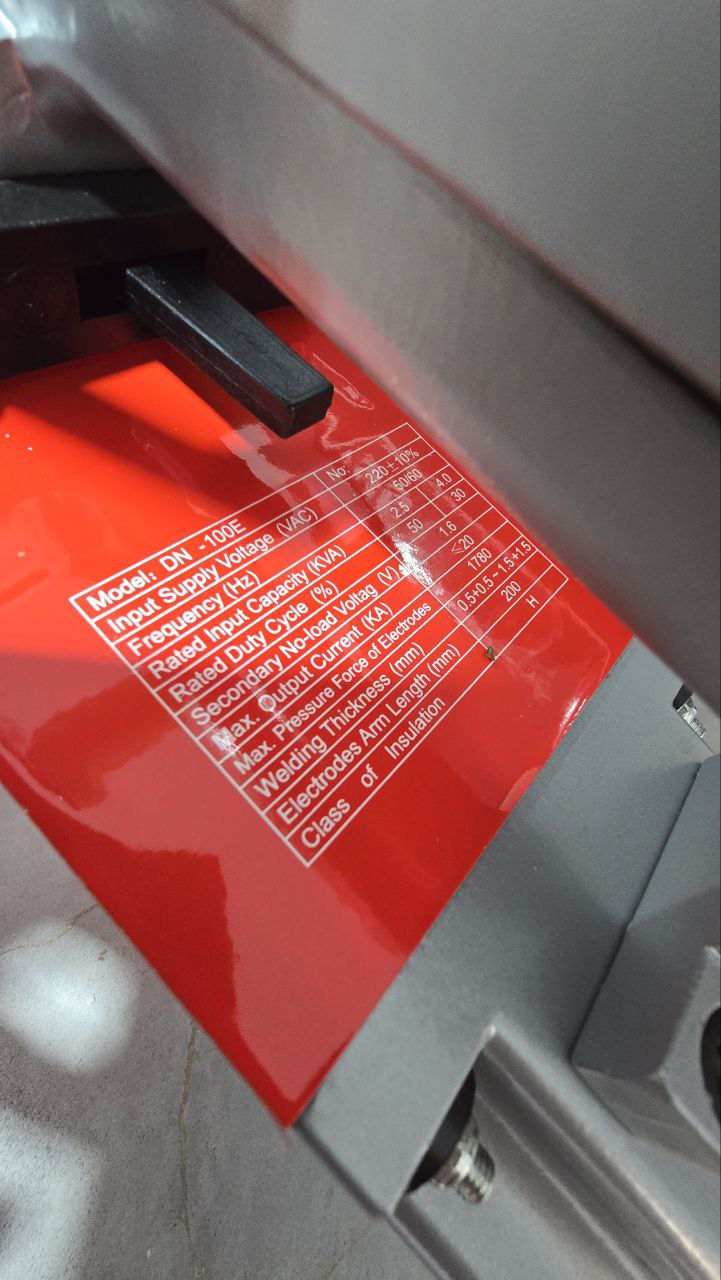 Model: DN -100E No:
Input Supply Voltage (VAC) 220±10%
Frequency (Hz) 50/60
Rated Input Capacity (KVA) 2.5 4.0
Rated Duty Cycle (%) 50 30
Secondary No-load Voltag (V) 1.6
Max. Output Current (KA) ≤20
Max. Pressure Force of Electrodes 1780
Welding Thickness (mm) 0.5+0.5~1.5+1.5
Electrodes Arm Length (mm) 200
Class of Insulation H